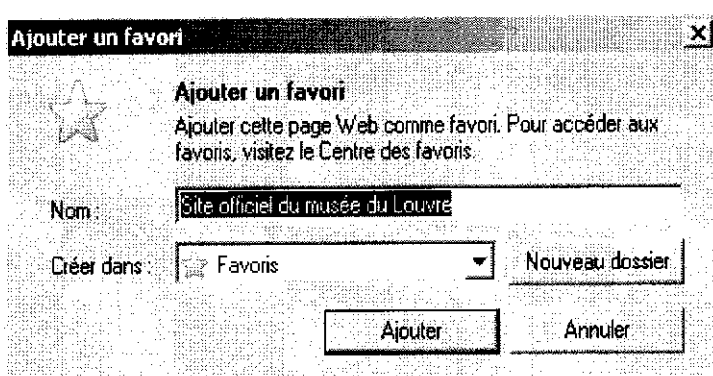 Ajouter un favori
Ajouter un favori
Ajouter cette page Web comme favori. Pour accéder aux
favoris, visitez le Centre des favoris.
Nom :
Site officiel du musée du Louvre
Créer dans :
Favoris
Nouveau dossier
Ajouter
Annuler